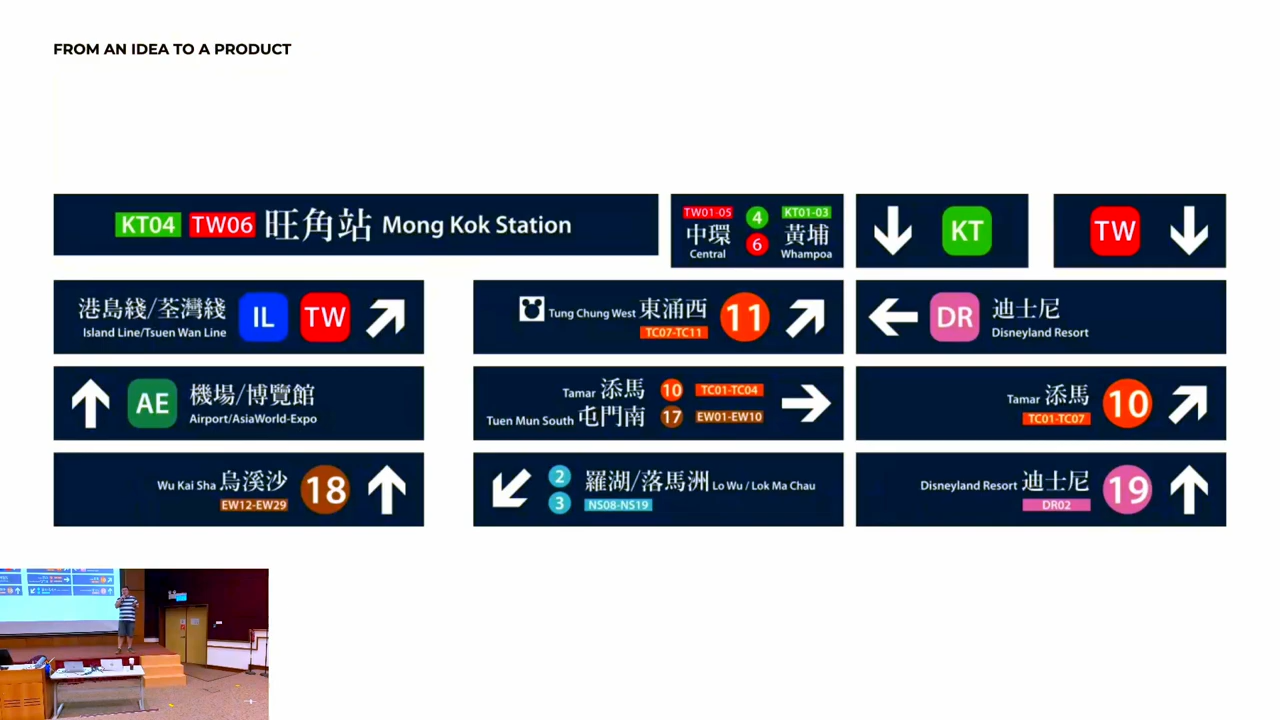 FROM AN IDEA TO A PRODUCT
KT04 TW06 旺角站 Mong Kok Station
TW01-05 4 KT01-03
中環 6 黃埔
Central Whampoa
KT
TW
港島綫/荃灣綫 IL TW
Island Line/Tsuen Wan Line
Tung Chung West 東涌西 11
TC07-TC11
DR 迪士尼
Disneyland Resort
AE 機場/博覽館
Airport/AsiaWorld-Expo
Tamar 添馬 10 TC01-TC04
Tuen Mun South 屯門南 17 EW01-EW10
Tamar 添馬 10
TC01-TC07
Wu Kai Sha 烏溪沙 18
EW12-EW29
2 羅湖/落馬洲 Lo Wu / Lok Ma Chau
3 NS08-NS19
Disneyland Resort 迪士尼 19
DR02